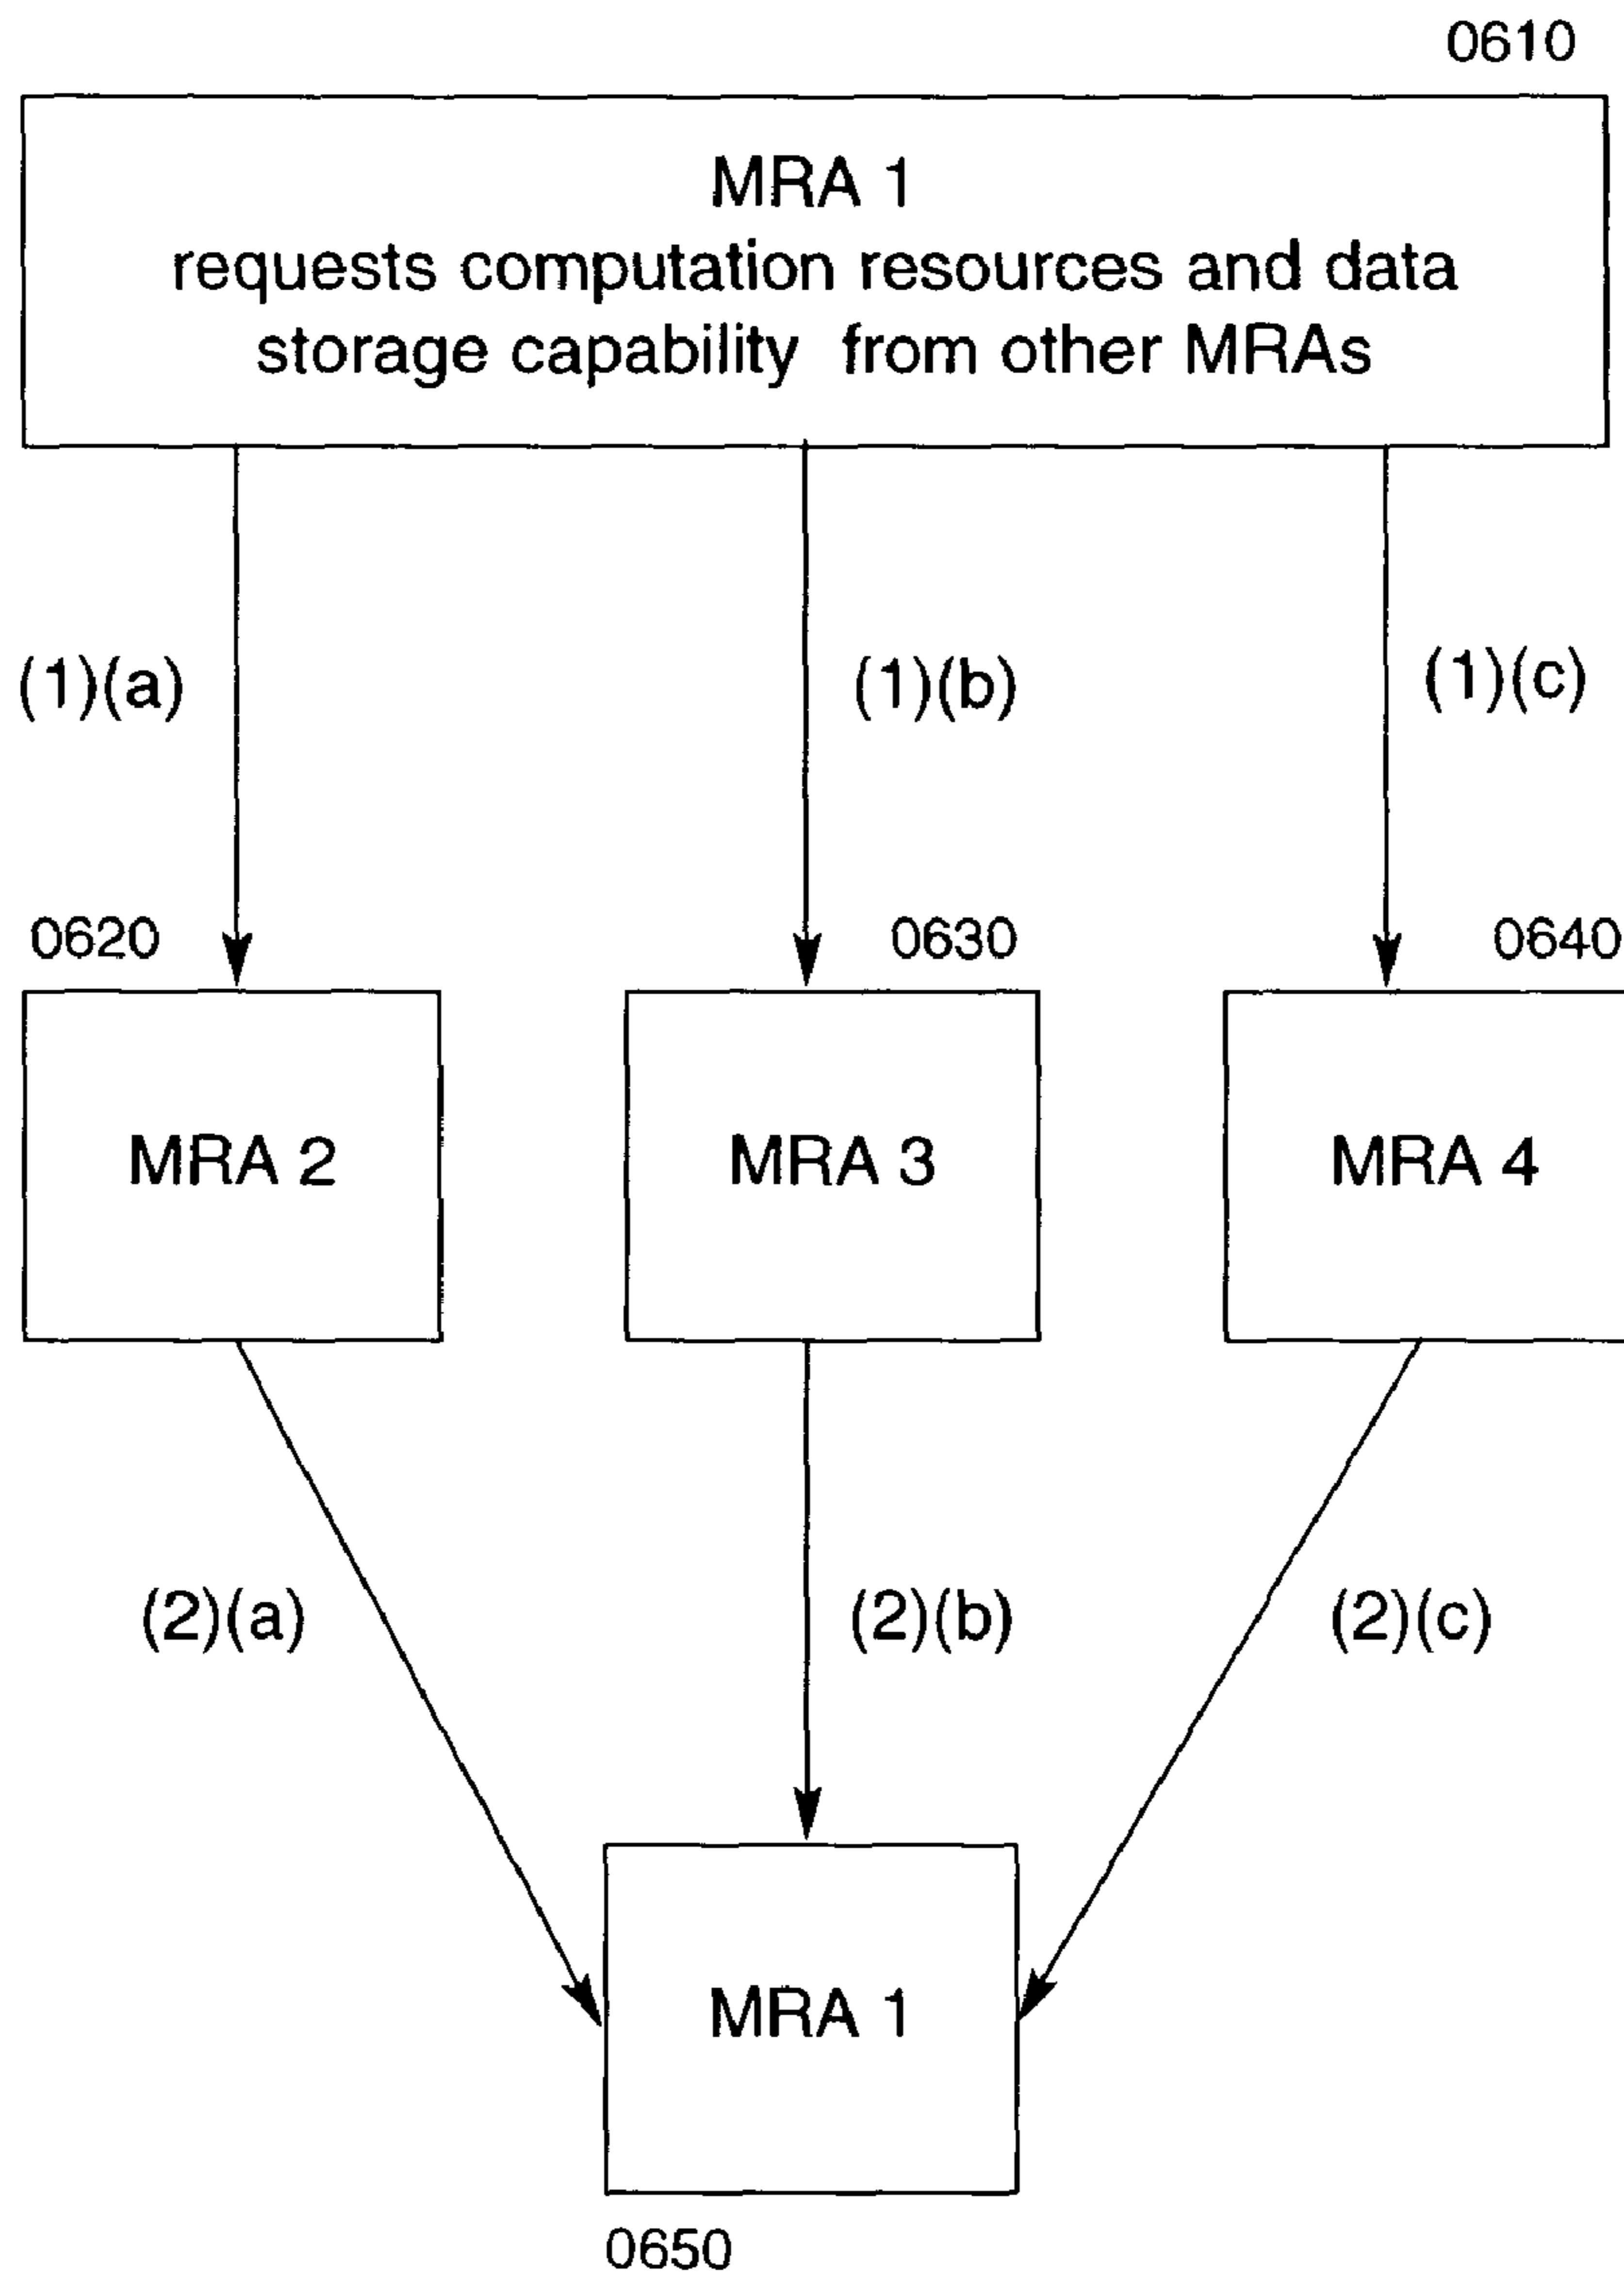 0610
MRA 1
requests computation resources and data
storage capability from other MRAs
(1)(a)
(1)(b)
(1)(c)
0620
0630
0640
MRA 2
MRA 3
MRA 4
(2)(a)
(2)(b)
(2)(c)
MRA 1
0650